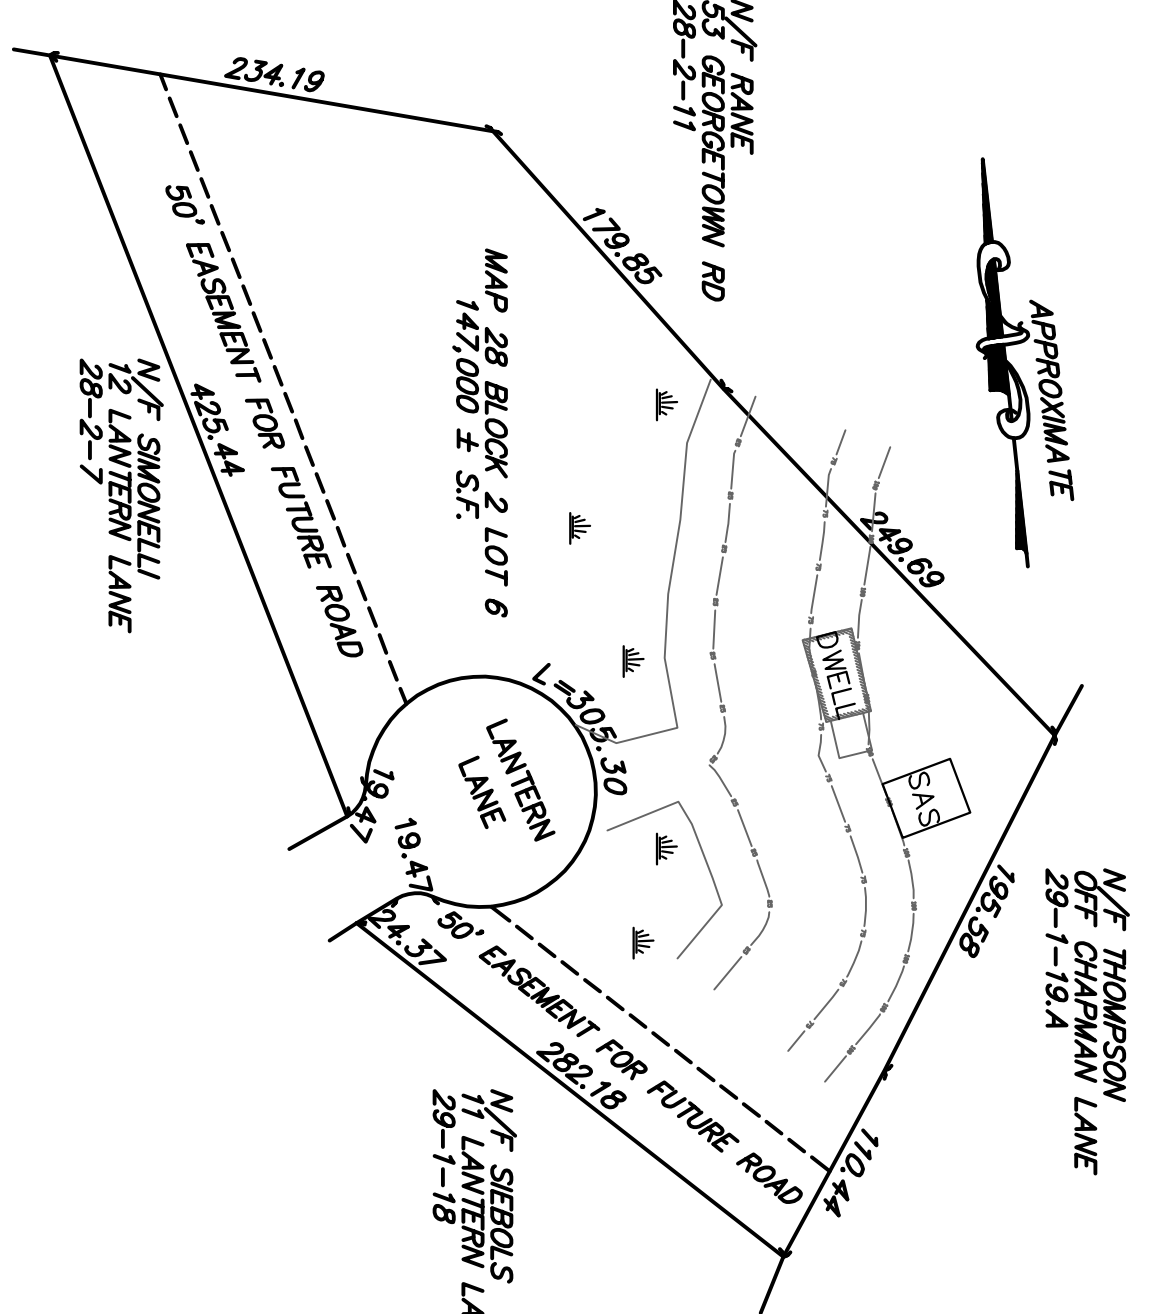 N/F RANE
53 GEORGETOWN RD
28-2-11
APPROXIMATE
234.19
179.85
249.69
50' EASEMENT FOR FUTURE ROAD
MAP 28 BLOCK 2 LOT 6
147,000 ± S.F.
425.44
N/F SIMONELLI
12 LANTERN LANE
28-2-7
DWELL
SAS
L=305.30
LANTERN
LANE
19.47
19.47
24.37
195.58
N/F THOMPSON
OFF CHAPMAN LANE
29-1-19.A
50' EASEMENT FOR FUTURE ROAD
282.18
110.44
N/F SIEBOLS
11 LANTERN LA
29-1-18